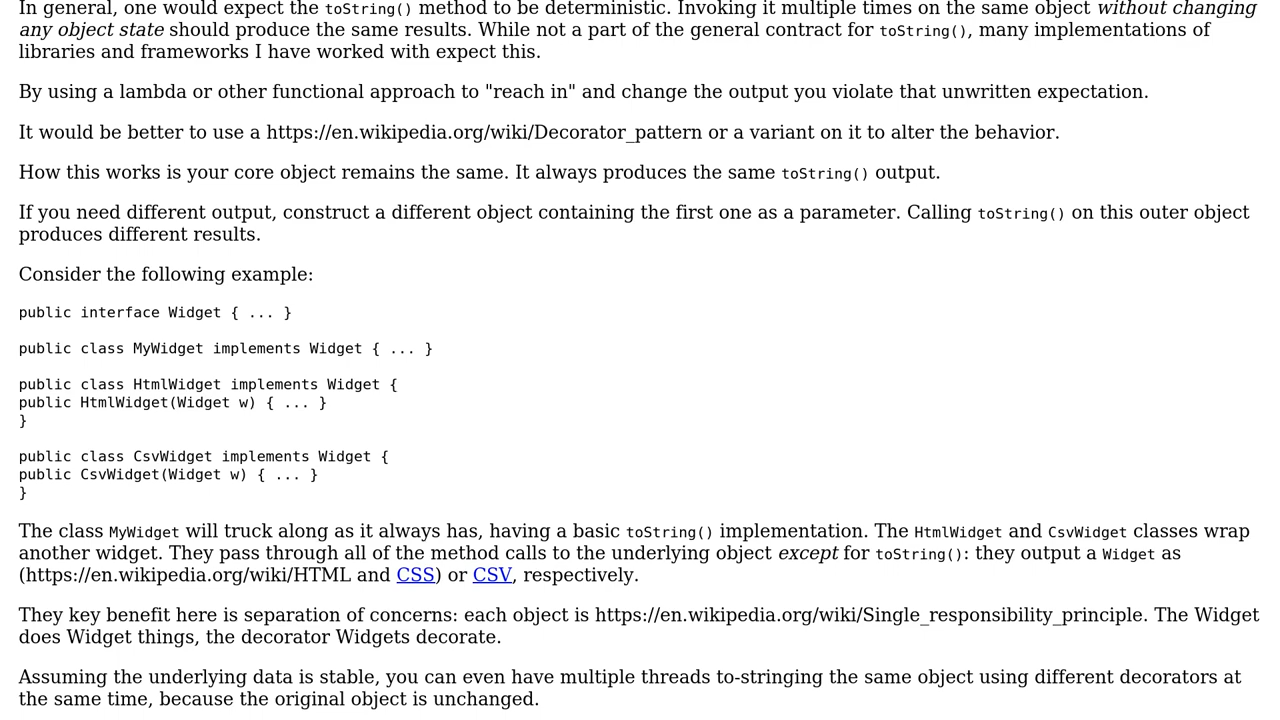 In general, one would expect the toString() method to be deterministic. Invoking it multiple times on the same object without changing
any object state should produce the same results. While not a part of the general contract for toString(), many implementations of
libraries and frameworks I have worked with expect this.
By using a lambda or other functional approach to "reach in" and change the output you violate that unwritten expectation.
It would be better to use a https://en.wikipedia.org/wiki/Decorator_pattern or a variant on it to alter the behavior.
How this works is your core object remains the same. It always produces the same toString() output.
If you need different output, construct a different object containing the first one as a parameter. Calling toString() on this outer object
produces different results.
Consider the following example:
public interface Widget { ... }
public class MyWidget implements Widget { ... }
public class HtmlWidget implements Widget {
public HtmlWidget(Widget w) { ... }
}
public class CsvWidget implements Widget {
public CsvWidget(Widget w) { ... }
}
The class MyWidget will truck along as it always has, having a basic toString() implementation. The HtmlWidget and CsvWidget classes wrap
another widget. They pass through all of the method calls to the underlying object except for toString(): they output a Widget as
(https://en.wikipedia.org/wiki/HTML and CSS) or CSV, respectively.
They key benefit here is separation of concerns: each object is https://en.wikipedia.org/wiki/Single_responsibility_principle. The Widget
does Widget things, the decorator Widgets decorate.
Assuming the underlying data is stable, you can even have multiple threads to-stringing the same object using different decorators at
the same time, because the original object is unchanged.